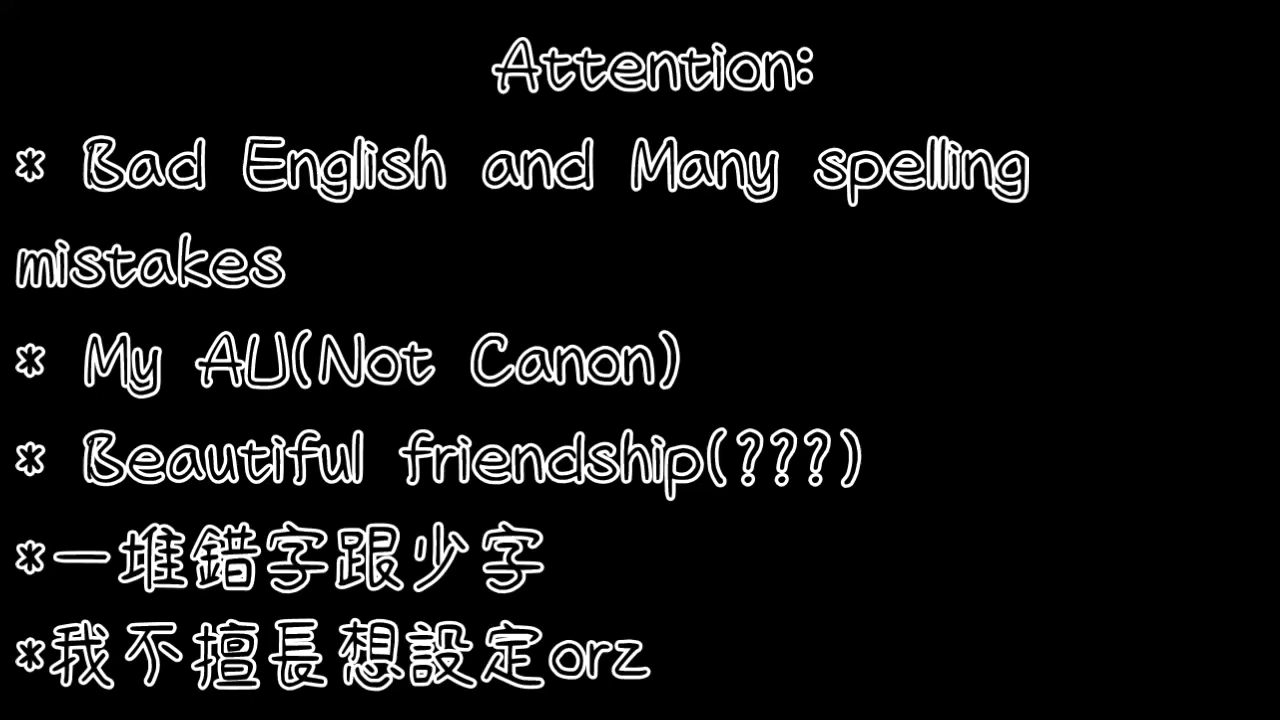 Attention:
* Bad English and Many spelling
mistakes
* My AU(Not Canon)
* Beautiful friendship(???)
*一堆錯字跟少字
*我不擅長想設定orz